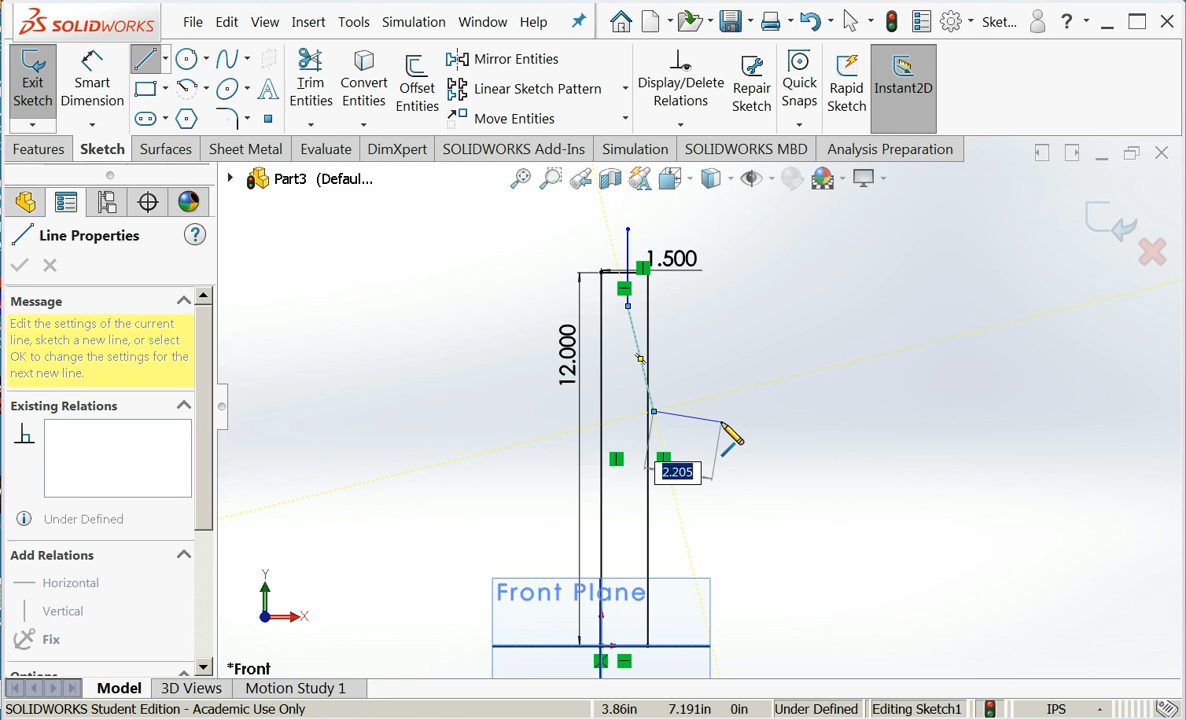 SOLIDWORKS
File Edit View Insert Tools Simulation Window Help
Sket...
?
Exit Sketch
Smart Dimension
Trim Entities
Convert Entities
Offset Entities
Mirror Entities
Linear Sketch Pattern
Move Entities
Display/Delete Relations
Repair Sketch
Quick Snaps
Rapid Sketch
Instant2D
Features Sketch Surfaces Sheet Metal Evaluate DimXpert SOLIDWORKS Add-Ins Simulation SOLIDWORKS MBD Analysis Preparation
Part3 (Defaul...
Line Properties
?
Message
Edit the settings of the current
line, sketch a new line, or select
OK to change the settings for the
next new line.
Existing Relations
Under Defined
Add Relations
Horizontal
Vertical
Fix
Options
1.500
12.000
2.205
Front Plane
Y
X
*Front
Model 3D Views Motion Study 1
SOLIDWORKS Student Edition - Academic Use Only
3.86in 7.191in 0in Under Defined Editing Sketch1 IPS